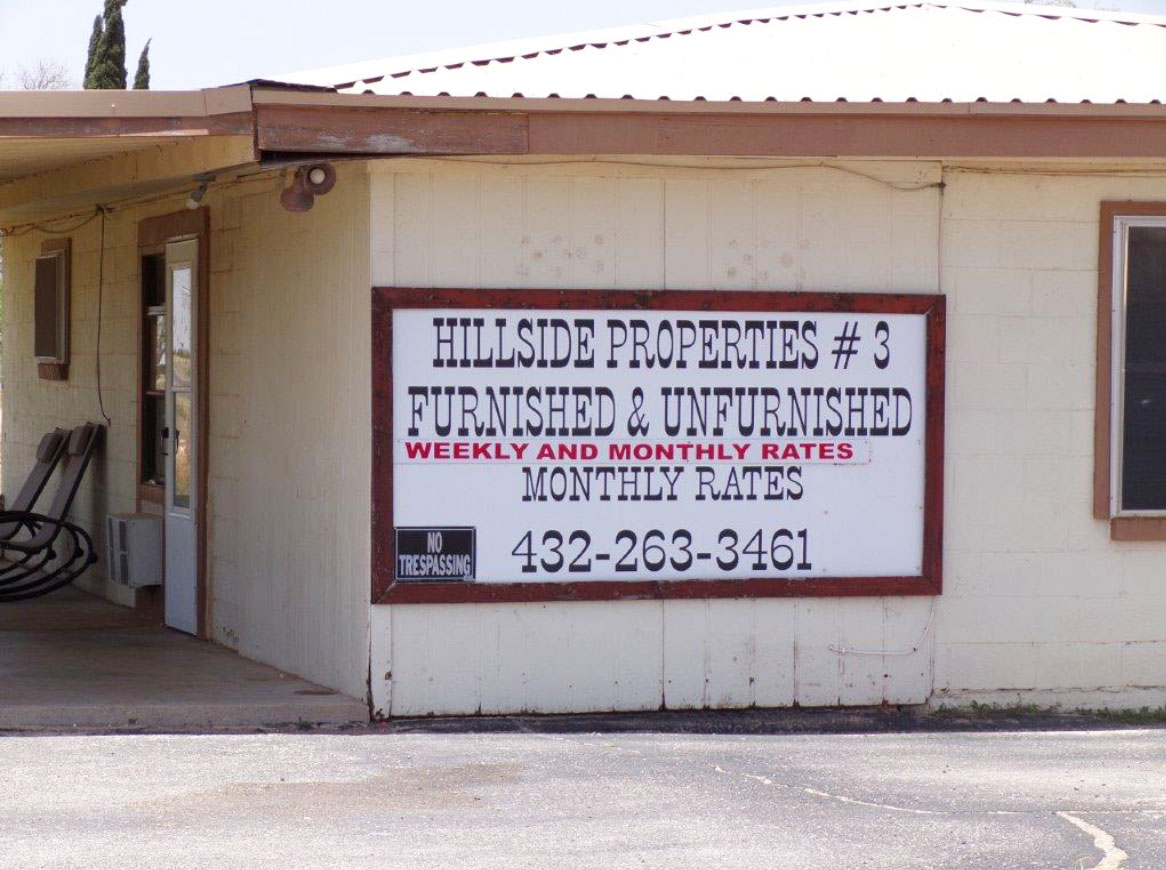 HILLSIDE PROPERTIES # 3
FURNISHED & UNFURNISHED
WEEKLY AND MONTHLY RATES
MONTHLY RATES
432-263-3461
NO
TRESPASSING